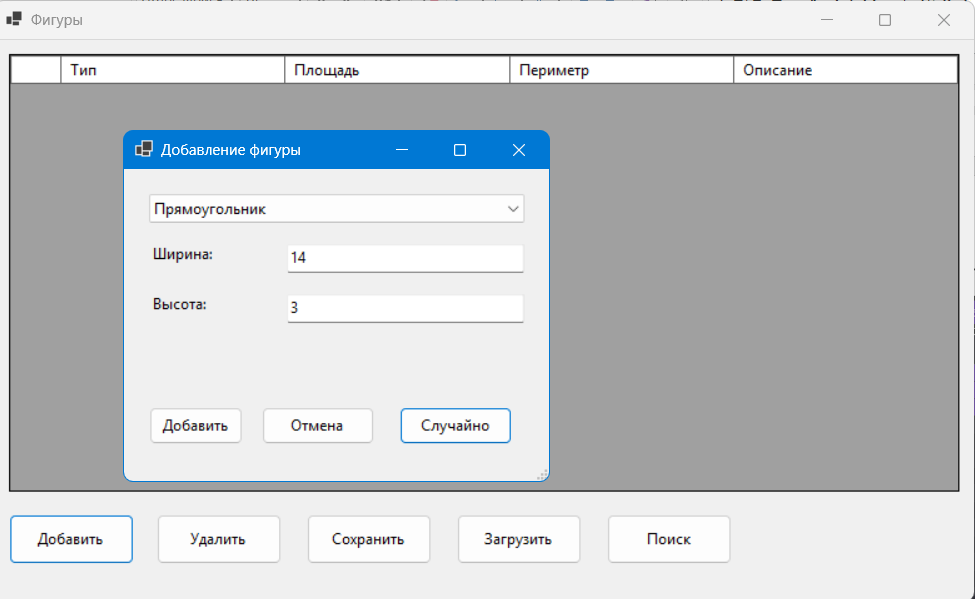 Фигуры
Тип Площадь Периметр Описание
Добавление фигуры
Прямоугольник
Ширина: 14
Высота: 3
Добавить Отмена Случайно
Добавить Удалить Сохранить Загрузить Поиск